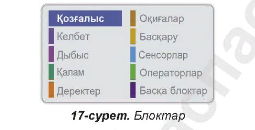 Қозғалыс
Келбет
Дыбыс
Қалам
Деректер
Оқиғалар
Басқару
Сенсорлар
Операторлар
Басқа блоктар
17-сурет. Блоктар